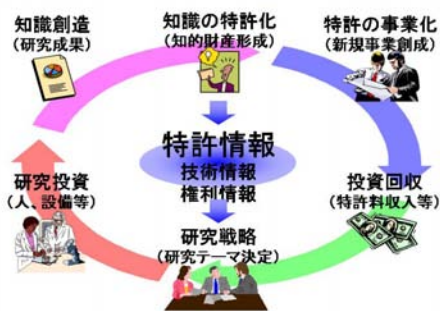 知識創造
(研究成果)
知識の特許化
(知的財産形成)
特許の事業化
(新規事業創成)
特許情報
技術情報
権利情報
研究投資
(人、設備等)
投資回収
(特許料収入等)
研究戦略
(研究テーマ決定)